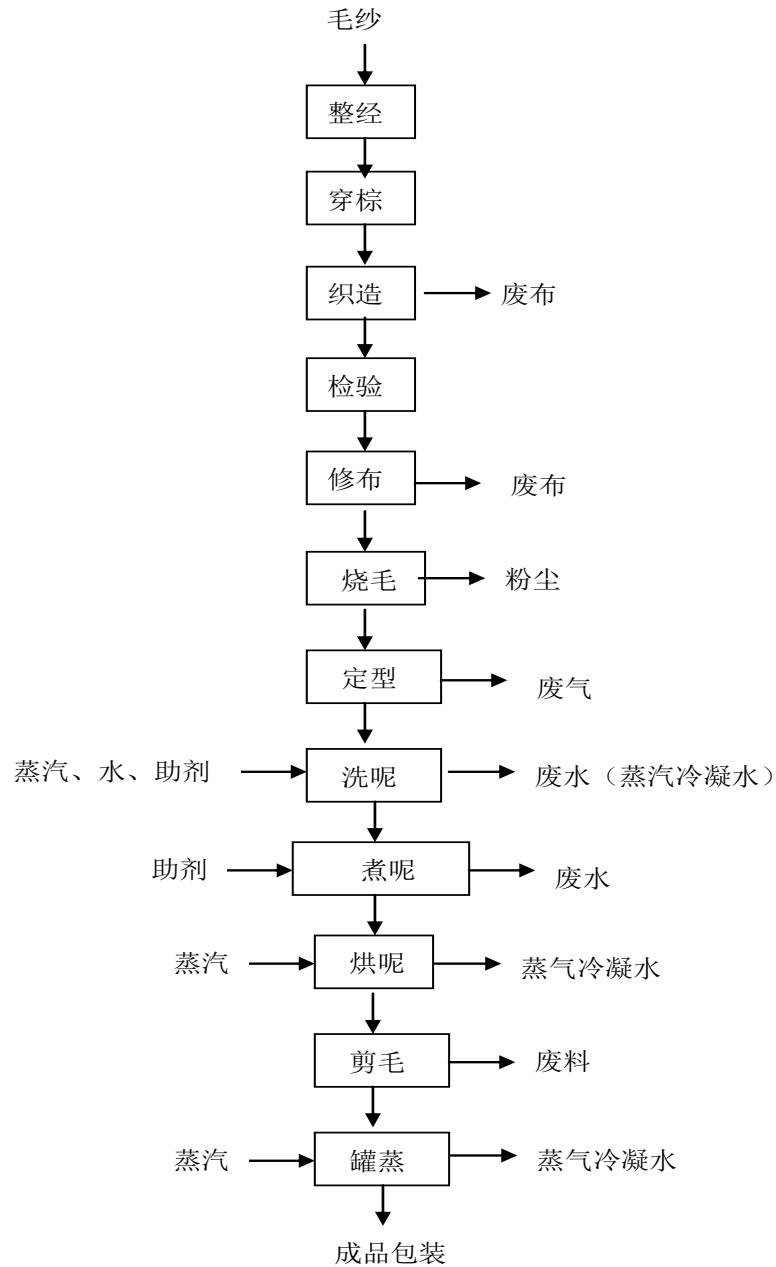 毛纱
整经
穿棕
织造
废布
检验
修布
废布
烧毛
粉尘
定型
废气
蒸汽、水、助剂
洗呢
废水（蒸汽冷凝水）
助剂
煮呢
废水
蒸汽
烘呢
蒸气冷凝水
剪毛
废料
蒸汽
罐蒸
蒸气冷凝水
成品包装